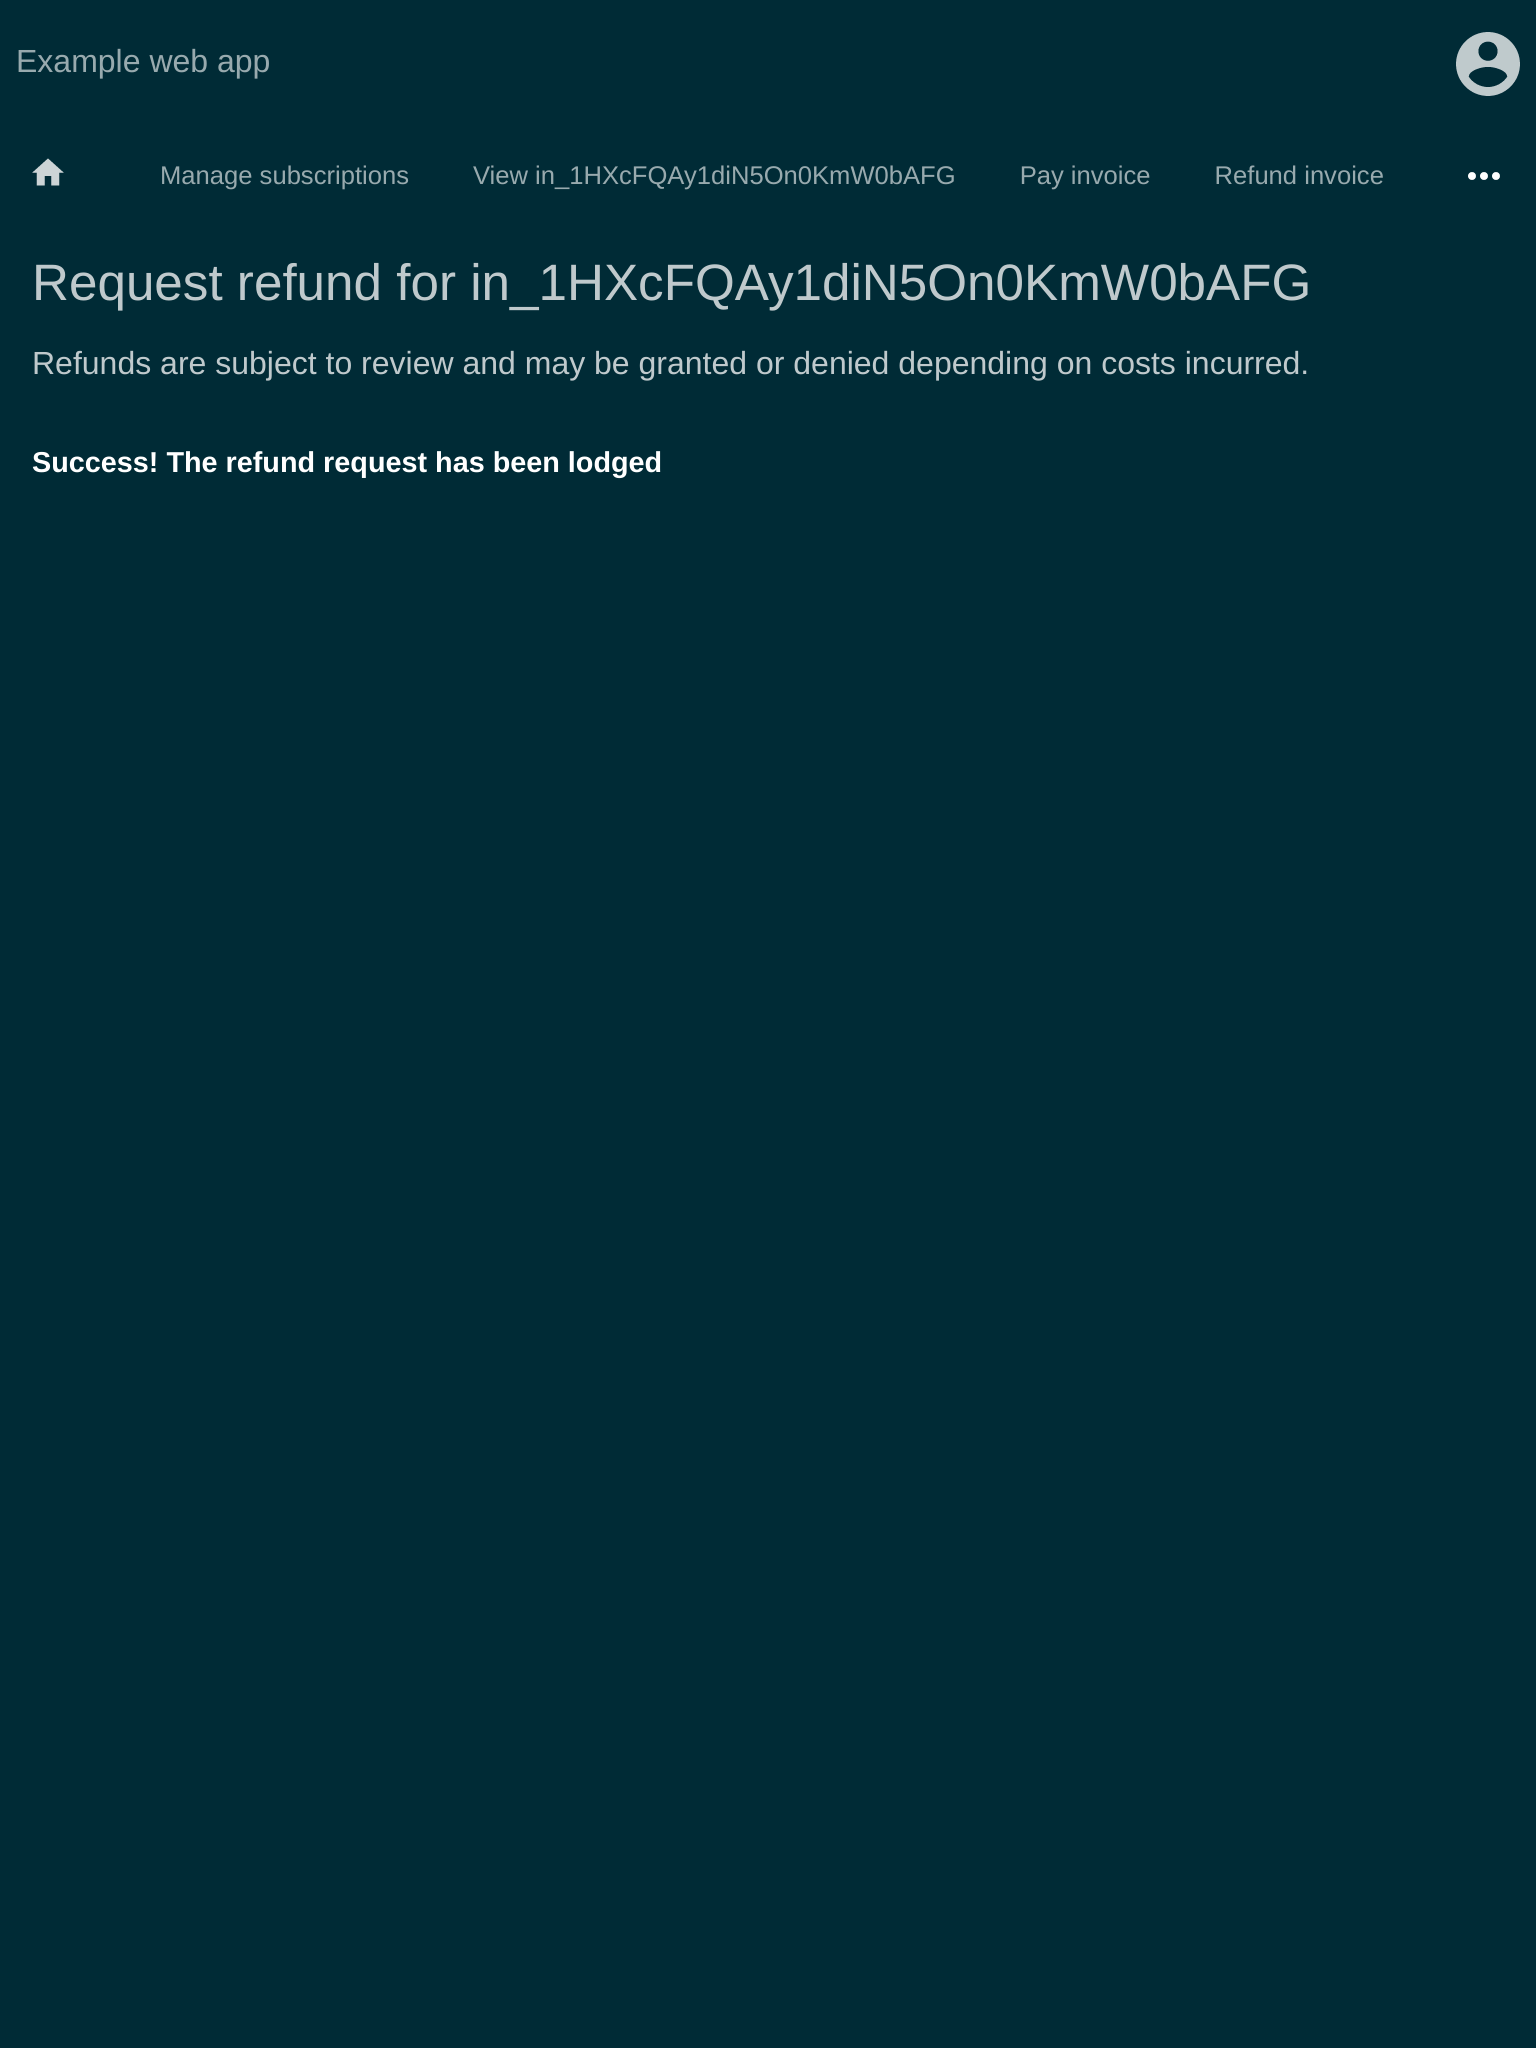 Example web app
Manage subscriptions View in_1HXcFQAy1diN5On0KmW0bAFG Pay invoice Refund invoice
Request refund for in_1HXcFQAy1diN5On0KmW0bAFG
Refunds are subject to review and may be granted or denied depending on costs incurred.
Success! The refund request has been lodged